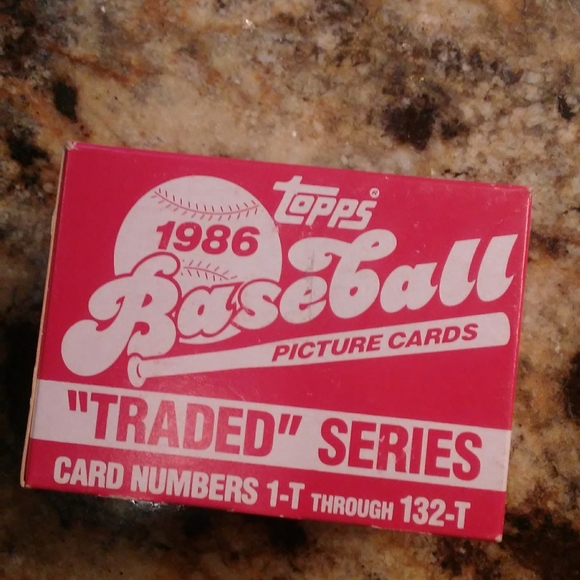 topps®
1986
Baseball
PICTURE CARDS
"TRADED" SERIES
CARD NUMBERS 1-T THROUGH 132-T